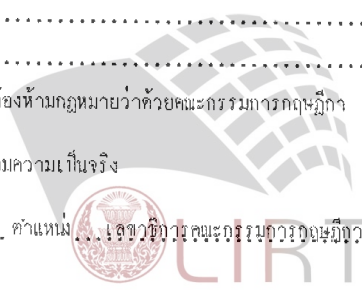 ้องห้ามกฎหมายว่าด้วยคณะกรรมการกฤษฎีกา
มความเป็นจริง
ตำแหน่ง...เลขาธิการคณะกรรมการกฤษฎีกา
LIRT